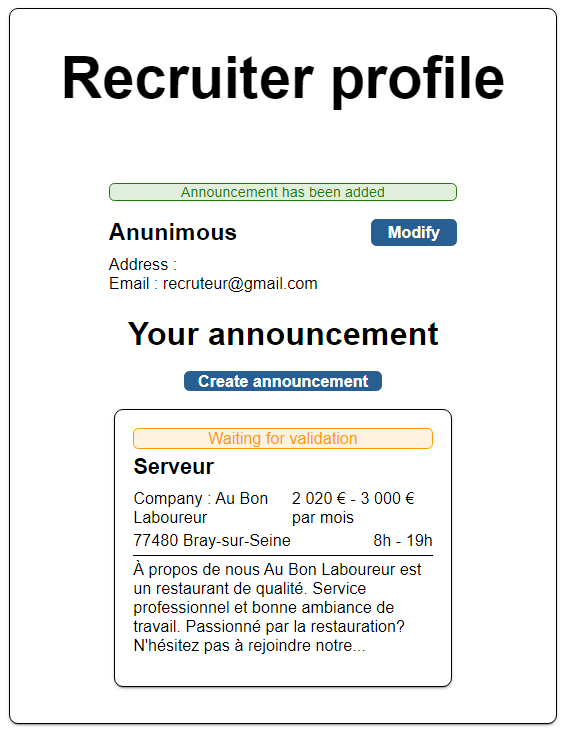 Recruiter profile
Announcement has been added
Anunimous
Modify
Address :
Email : recruteur@gmail.com
Your announcement
Create announcement
Waiting for validation
Serveur
Company : Au Bon
Laboureur
2 020 € - 3 000 €
par mois
77480 Bray-sur-Seine
8h - 19h
À propos de nous Au Bon Laboureur est
un restaurant de qualité. Service
professionnel et bonne ambiance de
travail. Passionné par la restauration?
N'hésitez pas à rejoindre notre...